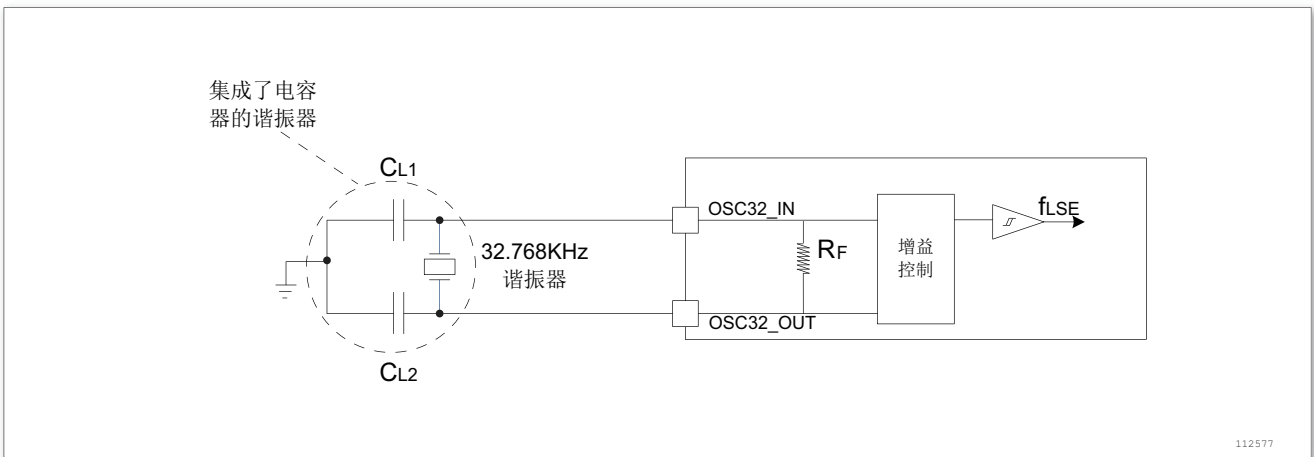 集成了电容
器的谐振器
CL1
OSC32_IN
fLSE
32.768KHz
谐振器
RF
增益
控制
OSC32_OUT
CL2
112577